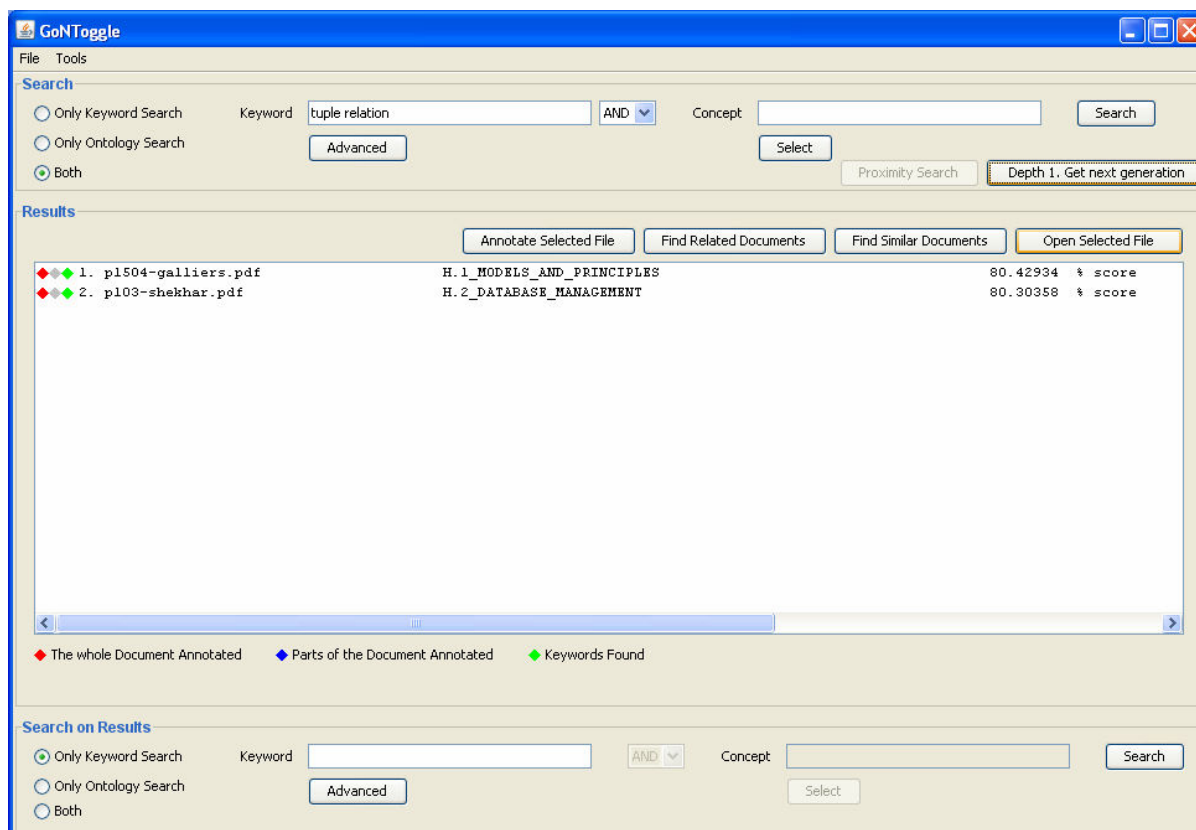 GoNToggle
File Tools
Search
Only Keyword Search Keyword tuple relation AND Concept Search
Only Ontology Search Advanced Select
Both Proximity Search Depth 1. Get next generation
Results
Annotate Selected File Find Related Documents Find Similar Documents Open Selected File
1. p1504-galliers.pdf H.1_MODELS_AND_PRINCIPLES 80.42934 % score
2. p103-shekhar.pdf H.2_DATABASE_MANAGEMENT 80.30358 % score
The whole Document Annotated Parts of the Document Annotated Keywords Found
Search on Results
Only Keyword Search Keyword AND Concept Search
Only Ontology Search Advanced Select
Both